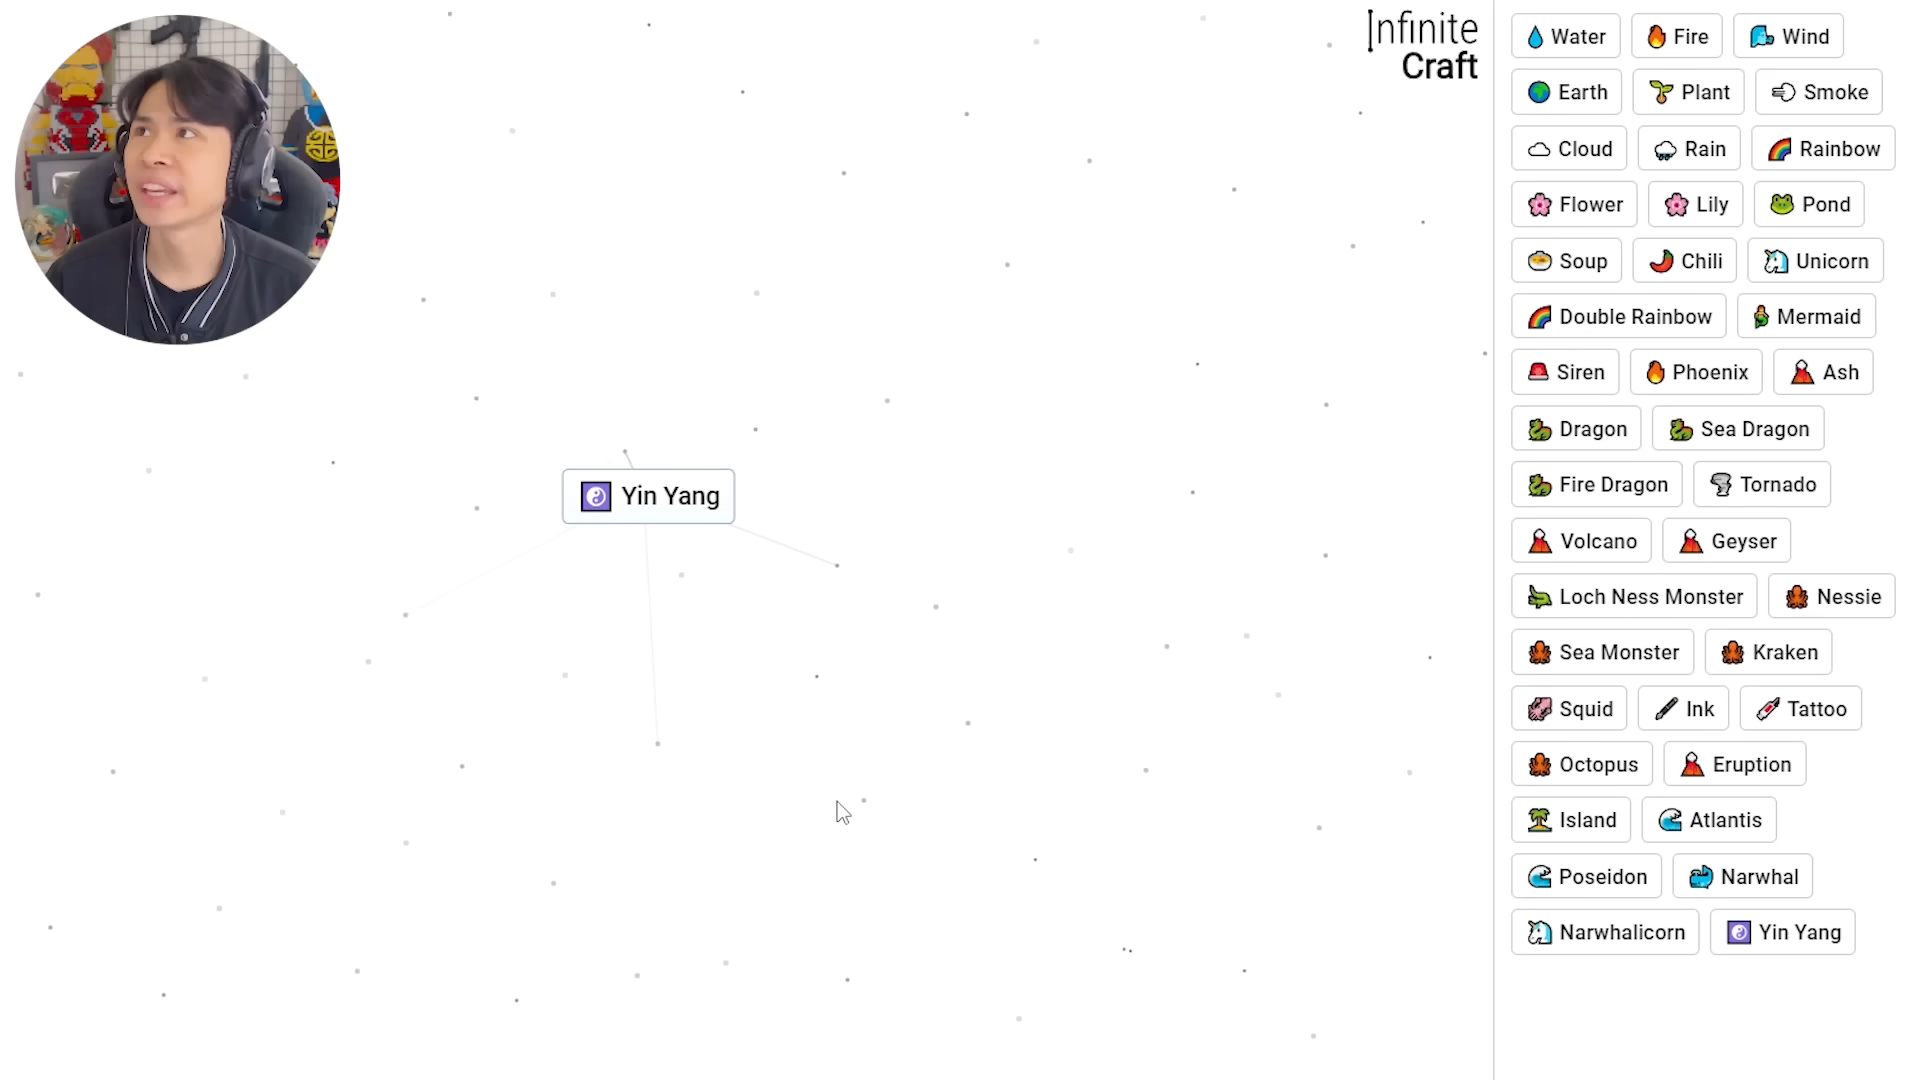 Infinite
Craft
Yin Yang
Water Fire Wind
Earth Plant Smoke
Cloud Rain Rainbow
Flower Lily Pond
Soup Chili Unicorn
Double Rainbow Mermaid
Siren Phoenix Ash
Dragon Sea Dragon
Fire Dragon Tornado
Volcano Geyser
Loch Ness Monster Nessie
Sea Monster Kraken
Squid Ink Tattoo
Octopus Eruption
Island Atlantis
Poseidon Narwhal
Narwhalicorn Yin Yang